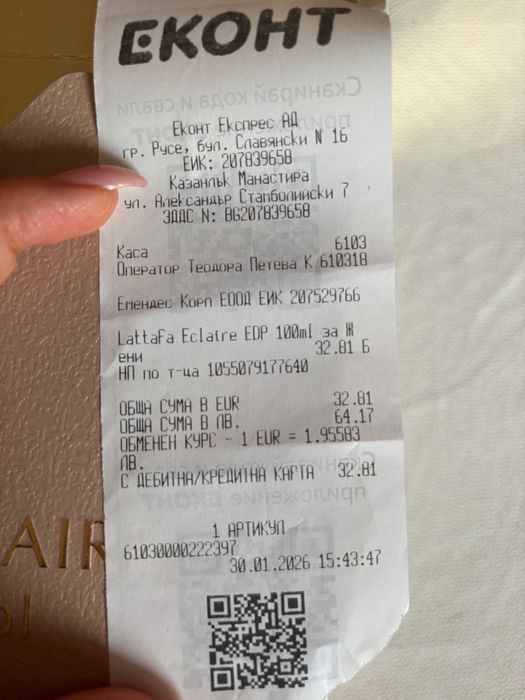 ЕКОНТ
Еконт Експрес АД
гр. Русе, бул. Славянски N 16
ЕИК: 207839658
Казанлък Манастира
ул. Александър Стамболийски 7
ЗДДС N: BG207839658
Каса 6103
Оператор Теодора Петева К 610318
Емендес Корп ЕООД ЕИК 207529766
Lattafa Eclaire EDP 100ml за Ж
ени 32.81 Б
НП по т-ца 1055079177640
ОБЩА СУМА В EUR 32.81
ОБЩА СУМА В ЛВ. 64.17
ОБМЕНЕН КУРС - 1 EUR = 1.95583
ЛВ.
С ДЕБИТНА/КРЕДИТНА КАРТА 32.81
1 АРТИКУЛ
61030000222397
30.01.2026 15:43:47
AIR